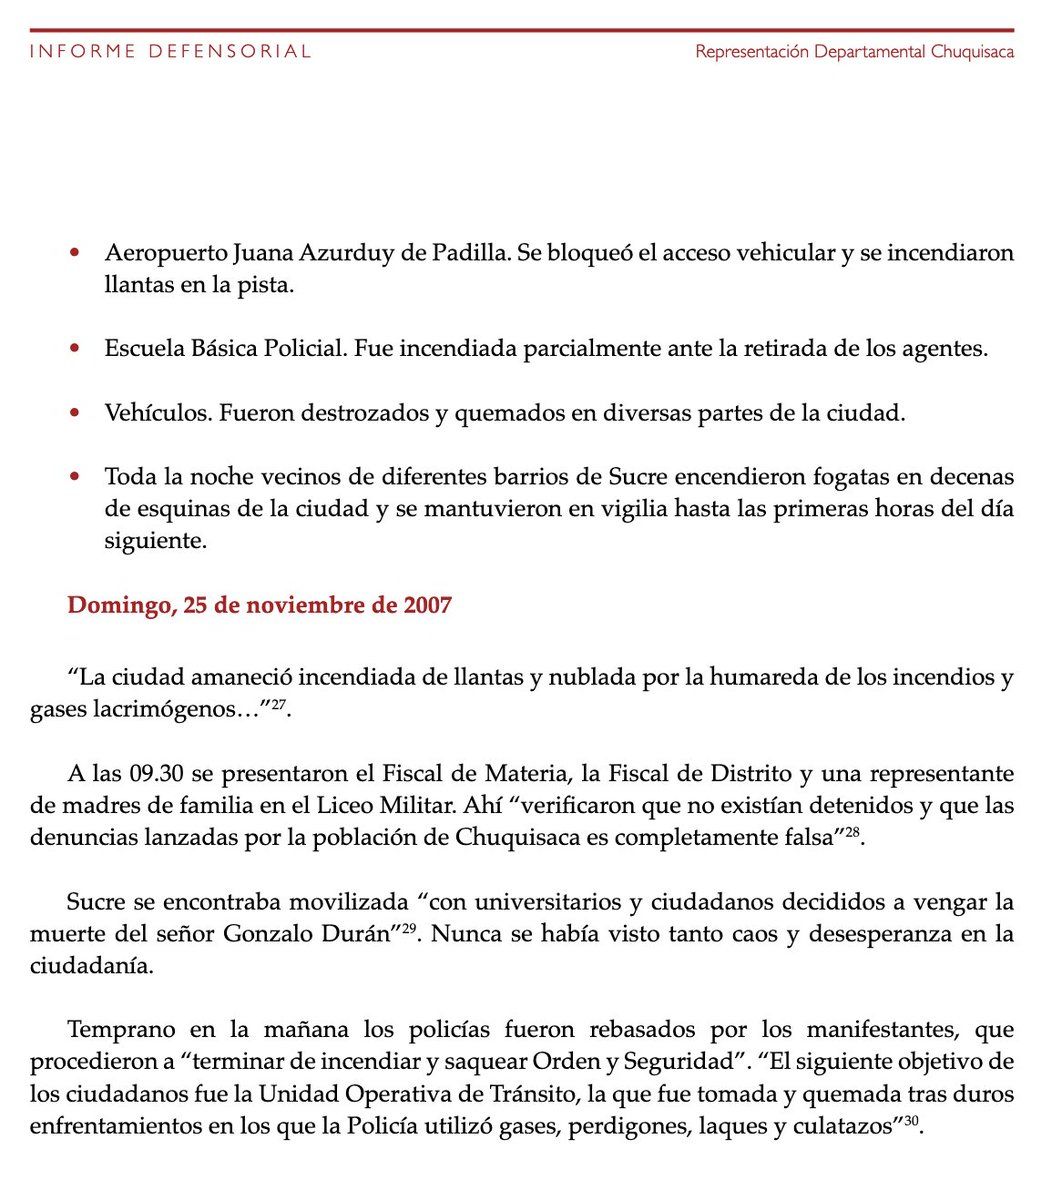 INFORME DEFENSORIAL
Representación Departamental Chuquisaca
• Aeropuerto Juana Azurduy de Padilla. Se bloqueó el acceso vehicular y se incendiaron
llantas en la pista.
• Escuela Básica Policial. Fue incendiada parcialmente ante la retirada de los agentes.
• Vehículos. Fueron destrozados y quemados en diversas partes de la ciudad.
• Toda la noche vecinos de diferentes barrios de Sucre encendieron fogatas en decenas
de esquinas de la ciudad y se mantuvieron en vigilia hasta las primeras horas del día
siguiente.
Domingo, 25 de noviembre de 2007
“La ciudad amaneció incendiada de llantas y nublada por la humareda de los incendios y
gases lacrimógenos…”²⁷.
A las 09.30 se presentaron el Fiscal de Materia, la Fiscal de Distrito y una representante
de madres de familia en el Liceo Militar. Ahí “verificaron que no existían detenidos y que las
denuncias lanzadas por la población de Chuquisaca es completamente falsa”²⁸.
Sucre se encontraba movilizada “con universitarios y ciudadanos decididos a vengar la
muerte del señor Gonzalo Durán”²⁹. Nunca se había visto tanto caos y desesperanza en la
ciudadanía.
Temprano en la mañana los policías fueron rebasados por los manifestantes, que
procedieron a “terminar de incendiar y saquear Orden y Seguridad”. “El siguiente objetivo de
los ciudadanos fue la Unidad Operativa de Tránsito, la que fue tomada y quemada tras duros
enfrentamientos en los que la Policía utilizó gases, perdigones, laques y culatazos”³⁰.